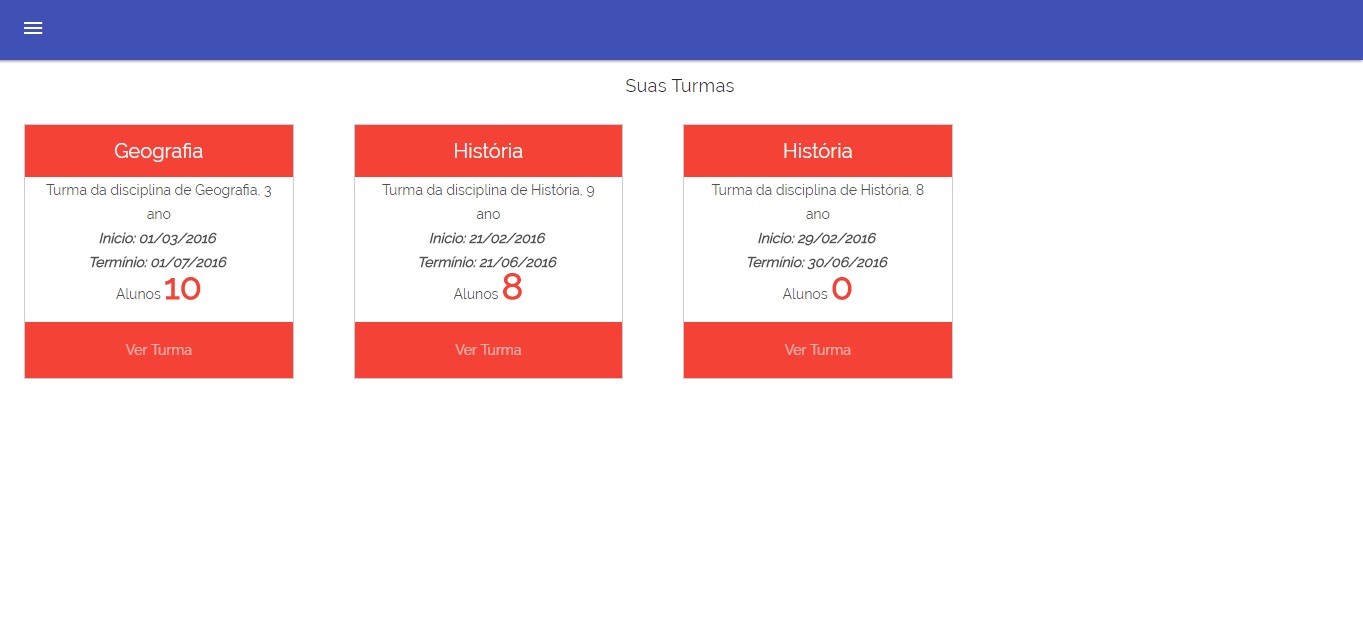 Suas Turmas
Geografia
Turma da disciplina de Geografia, 3
ano
Inicio: 01/03/2016
Termínio: 01/07/2016
Alunos 10
Ver Turma
História
Turma da disciplina de História, 9
ano
Inicio: 21/02/2016
Termínio: 21/06/2016
Alunos 8
Ver Turma
História
Turma da disciplina de História, 8
ano
Inicio: 29/02/2016
Termínio: 30/06/2016
Alunos 0
Ver Turma